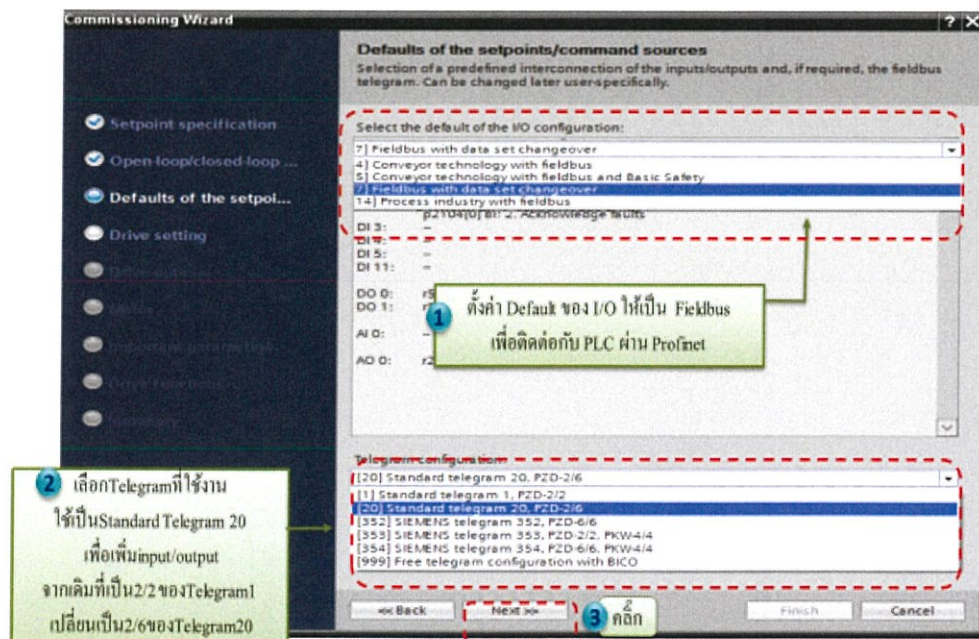 Commissioning Wizard
? X
Defaults of the setpoints/command sources
Selection of a predefined interconnection of the inputs/outputs and, if required, the fieldbus
telegram. Can be changed later user-specifically.
Setpoint specification
Open-loop/closed-loop ...
Defaults of the setpoi...
Drive setting
Select the default of the I/O configuration:
7] Fieldbus with data set changeover
4] Conveyor technology with fieldbus
5] Conveyor technology with fieldbus and Basic Safety
7] Fieldbus with data set changeover
14] Process industry with fieldbus
p2104[0] BI: 2. Acknowledge faults
DI 3: -
DI 4: -
DI 5: -
DI 11: -
DO 0:
DO 1:
AI 0: -
AO 0:
1 ตั้งค่า Default ของ I/O ให้เป็น Fieldbus
เพื่อติดต่อกับ PLC ผ่าน Profinet
Telegram configuration:
[20] Standard telegram 20, PZD-2/6
[1] Standard telegram 1, PZD-2/2
[20] Standard telegram 20, PZD-2/6
[352] SIEMENS telegram 352, PZD-6/6
[353] SIEMENS telegram 353, PZD-2/2, PKW-4/4
[354] SIEMENS telegram 354, PZD-6/6, PKW-4/4
[999] Free telegram configuration with BICO
2 เลือกTelegramที่ใช้งาน
ใช้เป็นStandard Telegram 20
เพื่อเพิ่มinput/output
จากเดิมที่เป็น2/2ของTelegram1
เปลี่ยนเป็น2/6ของTelegram20
<< Back
Next >>
3 คลิ๊ก
Finish
Cancel